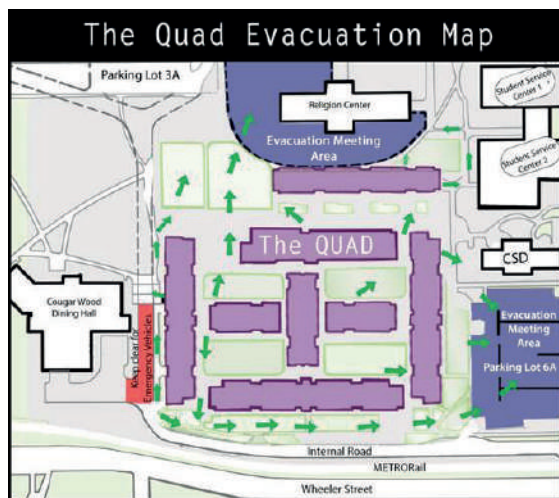 The Quad Evacuation Map
Parking Lot 3A
Student Service
Center 1
Religion Center
Evacuation Meeting
Area
Student Service
Center 2
The QUAD
CSD
Cougar Wood
Dining Hall
Keep clear for
Emergency Vehicles
Evacuation
Meeting
Area
Parking Lot 6A
Internal Road
METRORail
Wheeler Street